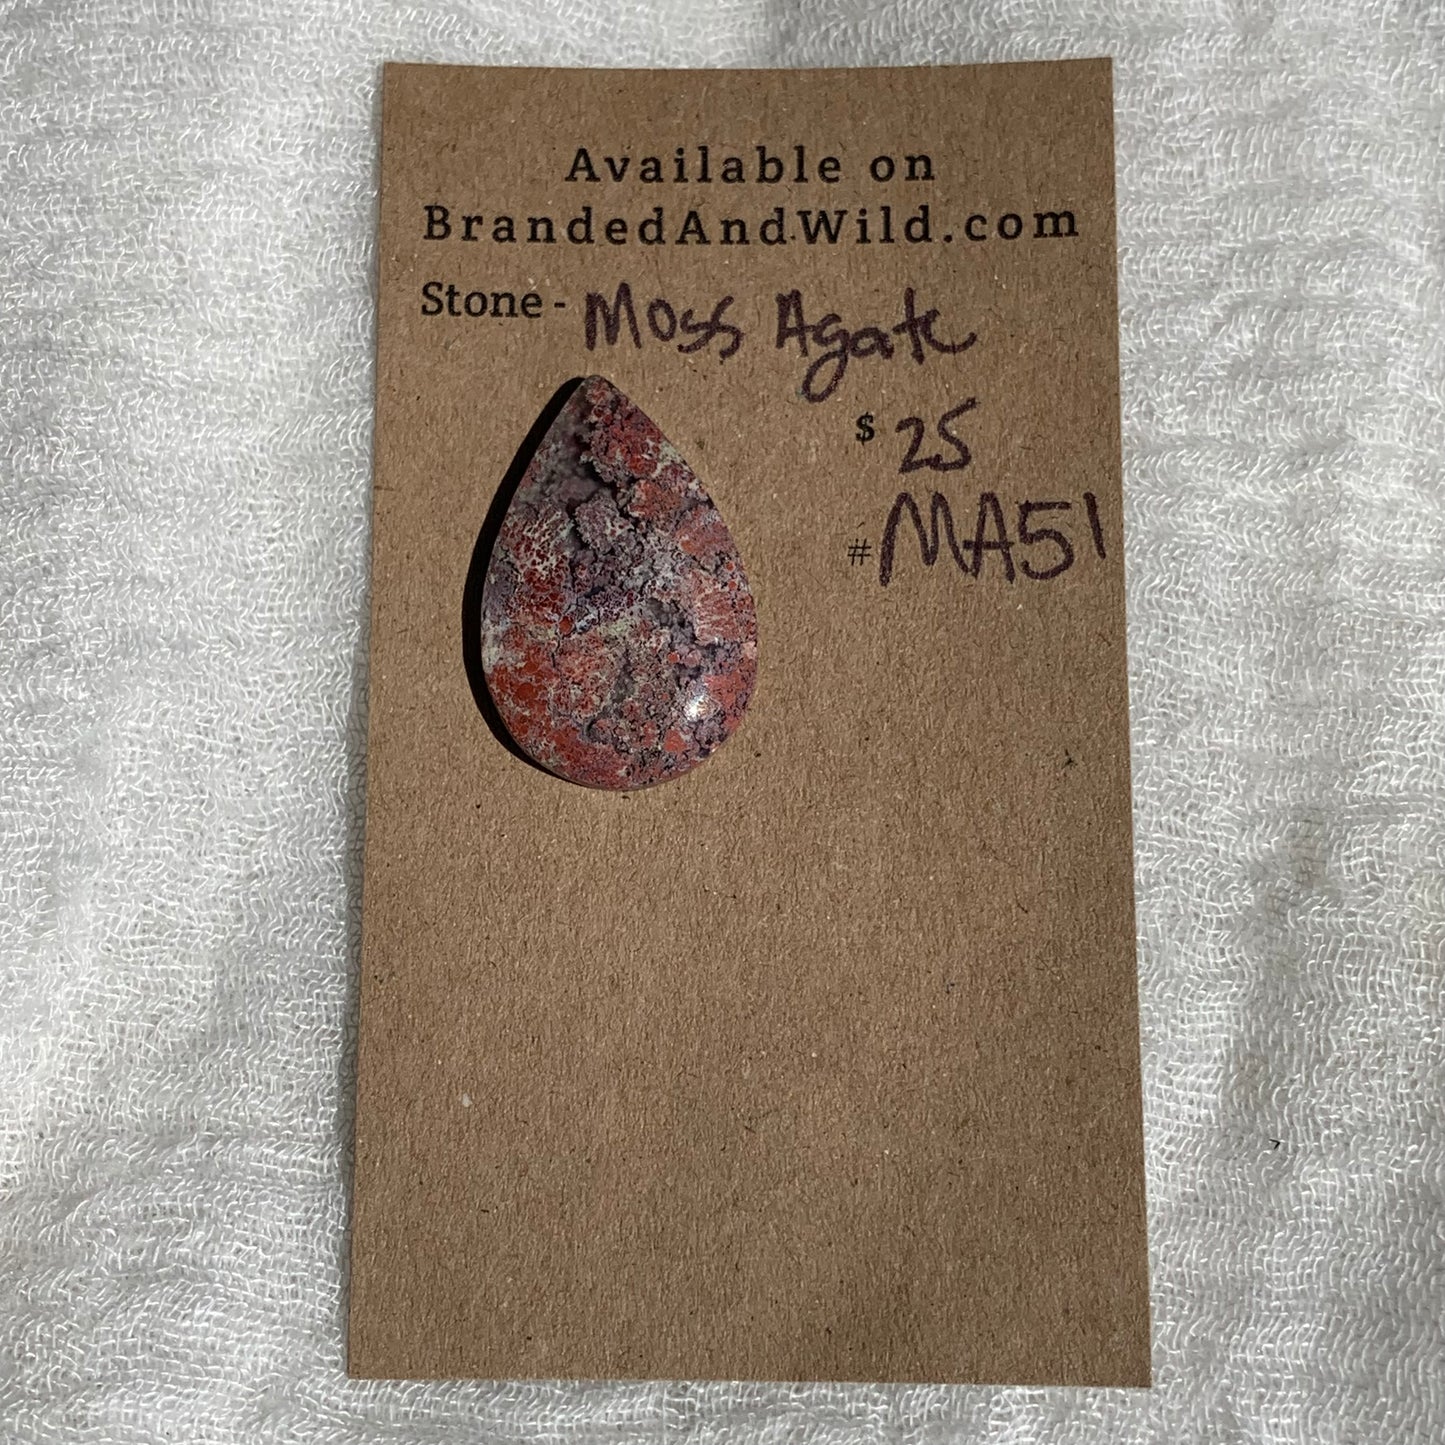 Available on
BrandedAndWild.com
Stone - Moss Agate
$ 25
# MA51